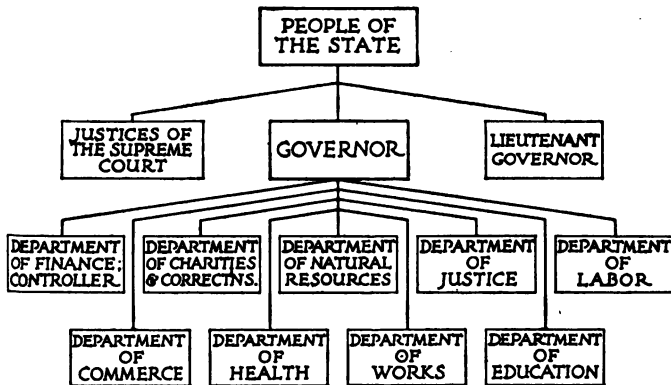 PEOPLE OF
THE STATE
JUSTICES OF
THE SUPREME
COURT
GOVERNOR
LIEUTENANT
GOVERNOR
DEPARTMENT
OF FINANCE;
CONTROLLER.
DEPARTMENT
OF CHARITIES
& CORRECTNS.
DEPARTMENT
OF NATURAL
RESOURCES
DEPARTMENT
OF
JUSTICE
DEPARTMENT
OF
LABOR
DEPARTMENT
OF
COMMERCE
DEPARTMENT
OF
HEALTH
DEPARTMENT
OF
WORKS
DEPARTMENT
OF
EDUCATION